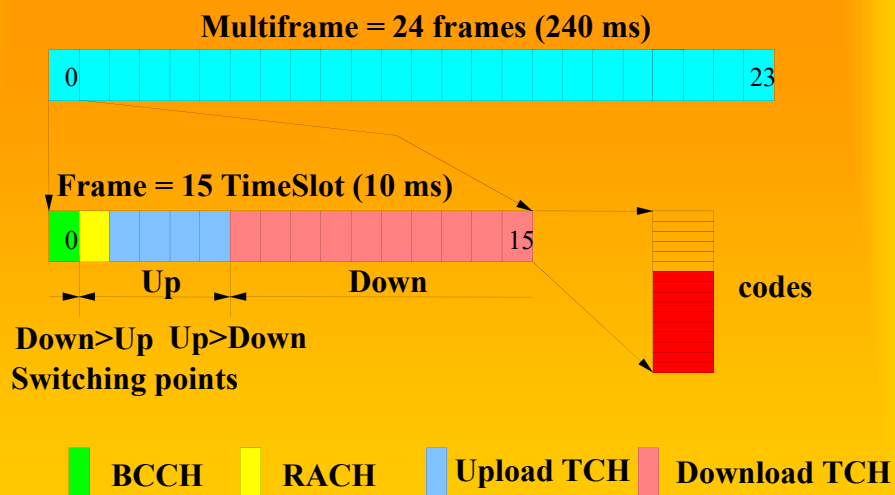 Multiframe = 24 frames (240 ms)
0 23
Frame = 15 TimeSlot (10 ms)
0 15
Up Down codes
Down>Up Up>Down
Switching points
BCCH RACH Upload TCH Download TCH